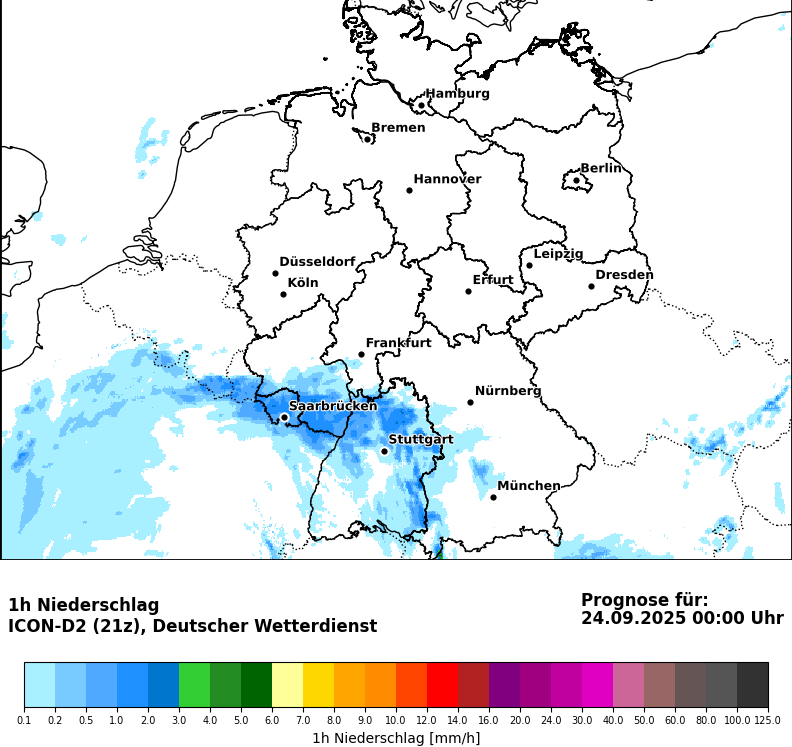 Hamburg
Bremen
Berlin
Hannover
Leipzig
Düsseldorf
Dresden
Köln
Erfurt
Frankfurt
Nürnberg
Saarbrücken
Stuttgart
München
1h Niederschlag
ICON-D2 (21z), Deutscher Wetterdienst
Prognose für:
24.09.2025 00:00 Uhr
0.1 0.2 0.5 1.0 2.0 3.0 4.0 5.0 6.0 7.0 8.0 9.0 10.0 12.0 14.0 16.0 20.0 24.0 30.0 40.0 50.0 60.0 80.0 100.0 125.0
1h Niederschlag [mm/h]